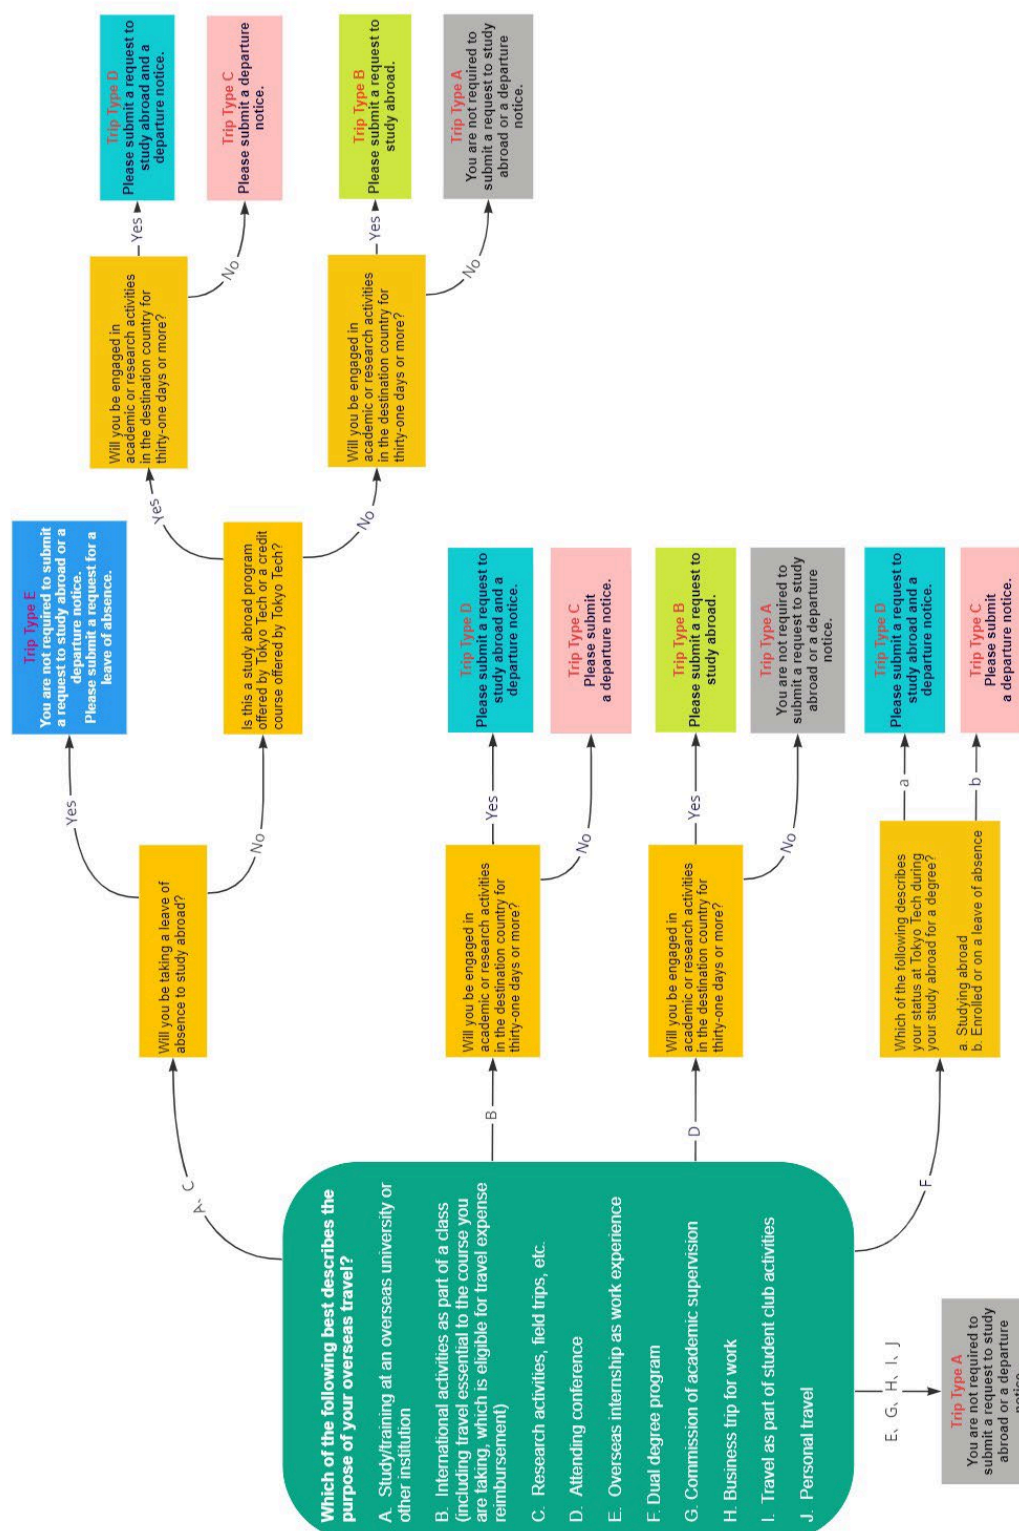 Which of the following best describes the
purpose of your overseas travel?
A. Study/training at an overseas university or
other institution
B. International activities as part of a class
(including travel essential to the course you
are taking, which is eligible for travel expense
reimbursement)
C. Research activities, field trips, etc.
D. Attending conference
E. Overseas internship as work experience
F. Dual degree program
G. Commission of academic supervision
H. Business trip for work
I. Travel as part of student club activities
J. Personal travel
A、C
Will you be taking a leave of
absence to study abroad?
Yes
Trip Type E
You are not required to submit
a request to study abroad or a
departure notice.
Please submit a request for a
leave of absence.
No
Is this a study abroad program
offered by Tokyo Tech or a credit
course offered by Tokyo Tech?
Yes
Will you be engaged in
academic or research activities
in the destination country for
thirty-one days or more?
Yes
Trip Type D
Please submit a request to
study abroad and a
departure notice.
No
Trip Type C
Please submit a departure
notice.
No
Will you be engaged in
academic or research activities
in the destination country for
thirty-one days or more?
Yes
Trip Type B
Please submit a request to
study abroad.
No
Trip Type A
You are not required to
submit a request to study
abroad or a departure
notice.
B
Will you be engaged in
academic or research activities
in the destination country for
thirty-one days or more?
Yes
Trip Type D
Please submit a request to
study abroad and a
departure notice.
No
Trip Type C
Please submit
a departure notice.
D
Will you be engaged in
academic or research activities
in the destination country for
thirty-one days or more?
Yes
Trip Type B
Please submit a request to
study abroad.
No
Trip Type A
You are not required to
submit a request to study
abroad or a departure
notice.
F
Which of the following describes
your status at Tokyo Tech during
your study abroad for a degree?
a. Studying abroad
b. Enrolled or on a leave of absence
a
Trip Type D
Please submit a request to
study abroad and a
departure notice.
b
Trip Type C
Please submit
a departure notice.
E、G、H、I、J
Trip Type A
You are not required to
submit a request to study
abroad or a departure
notice.